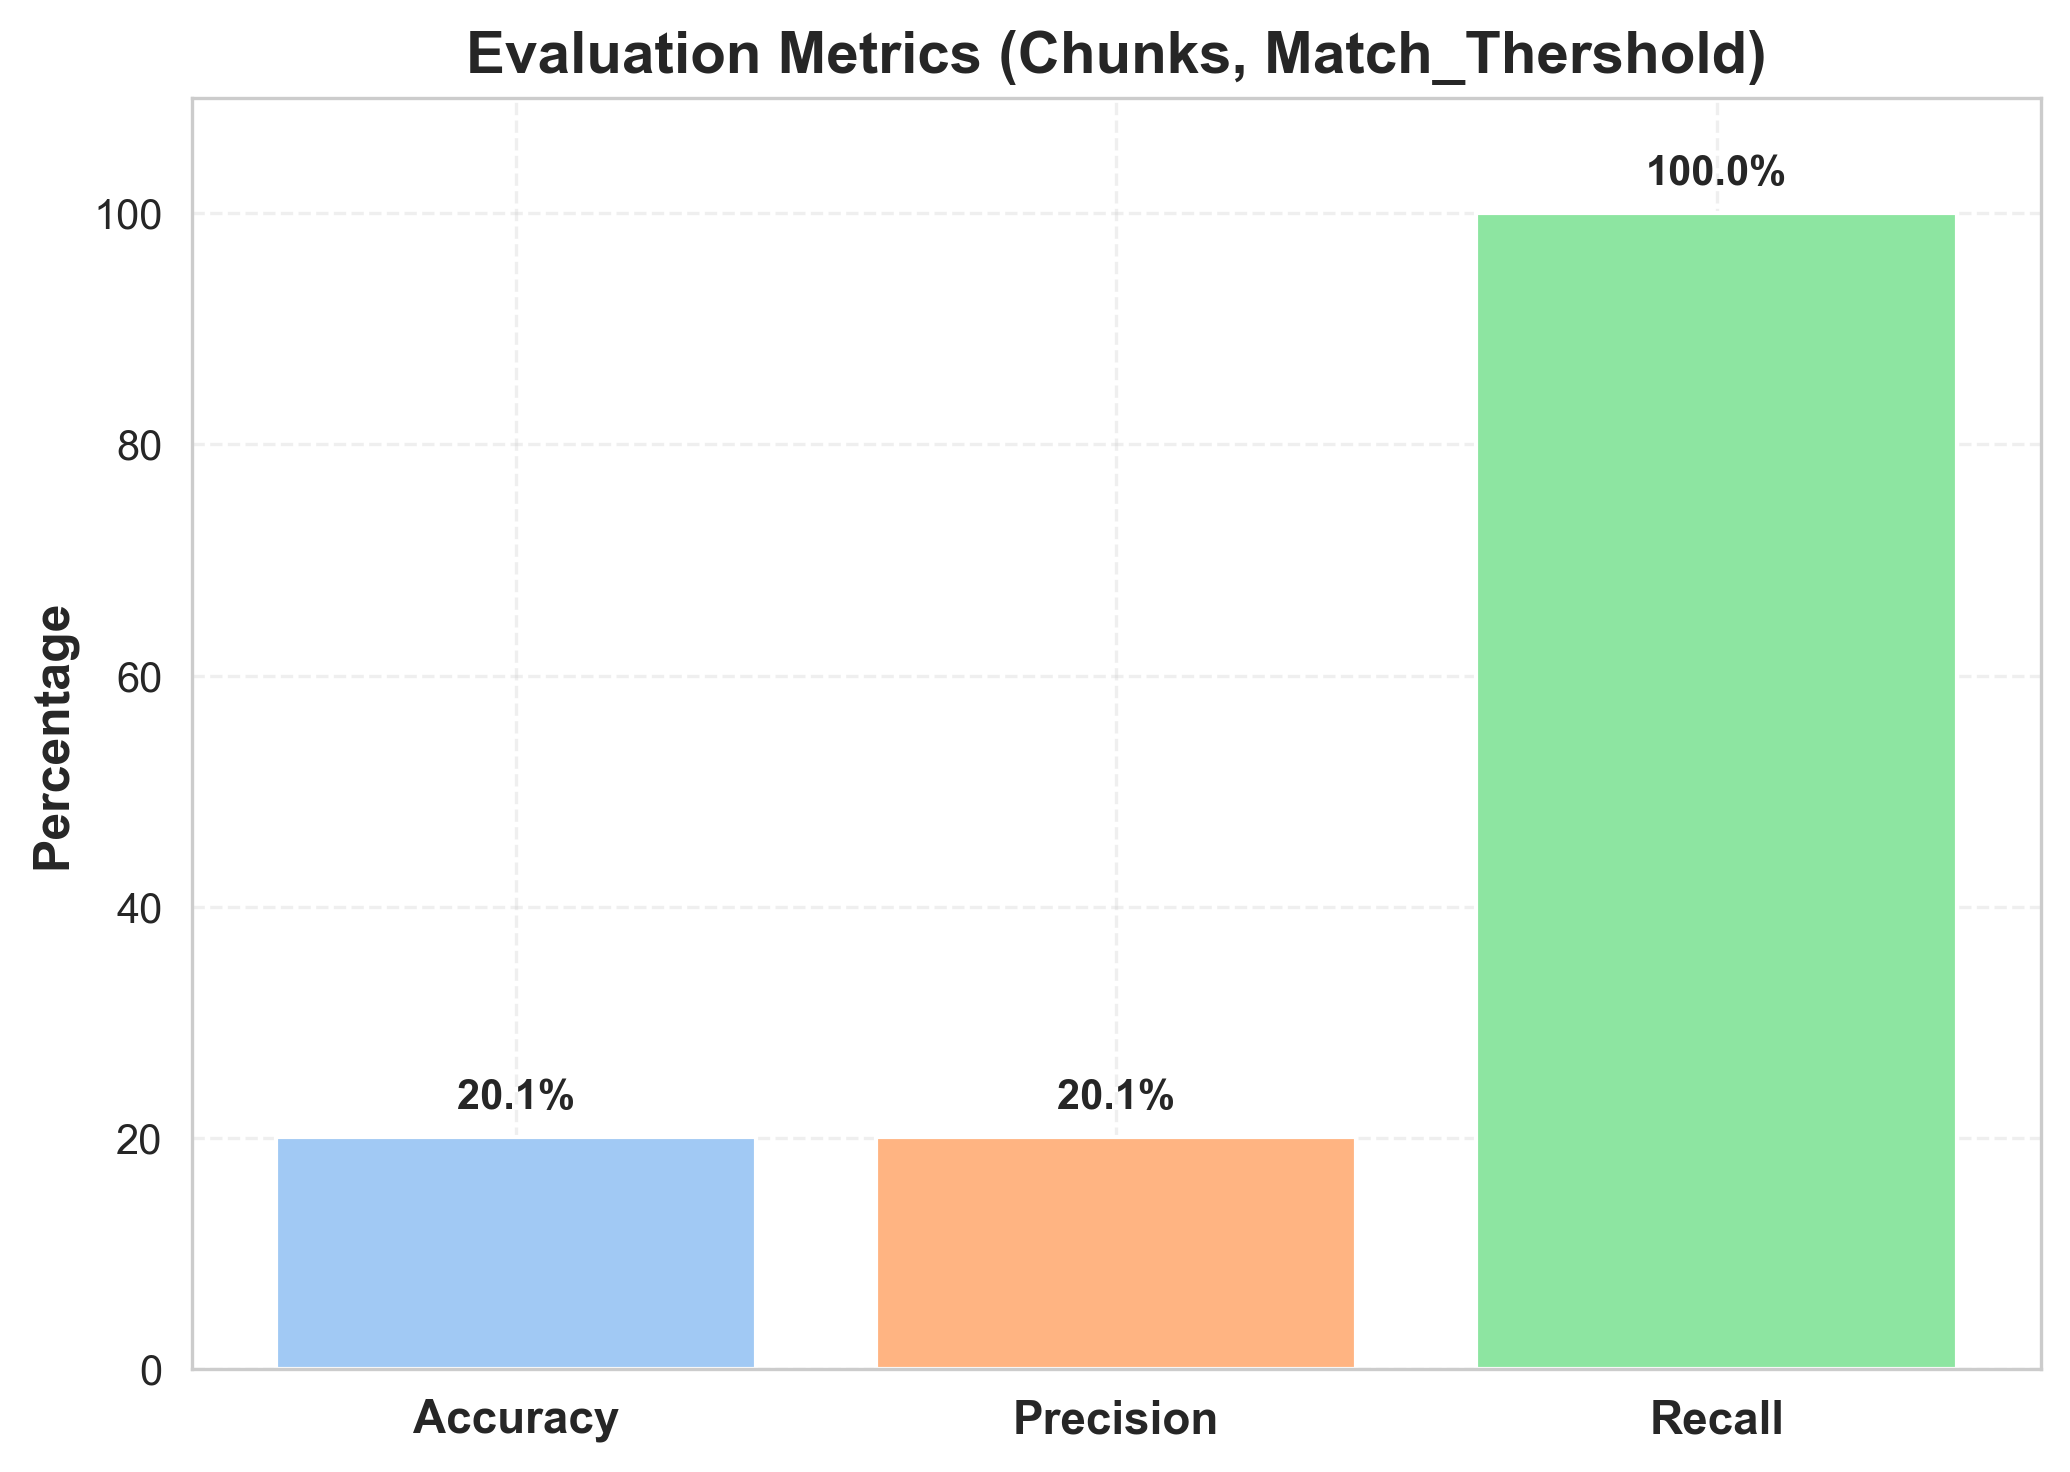 Evaluation Metrics (Chunks, Match_Thershold)
100.0%
100
80
60
40
20.1% 20.1%
20
0
Percentage
Accuracy Precision Recall